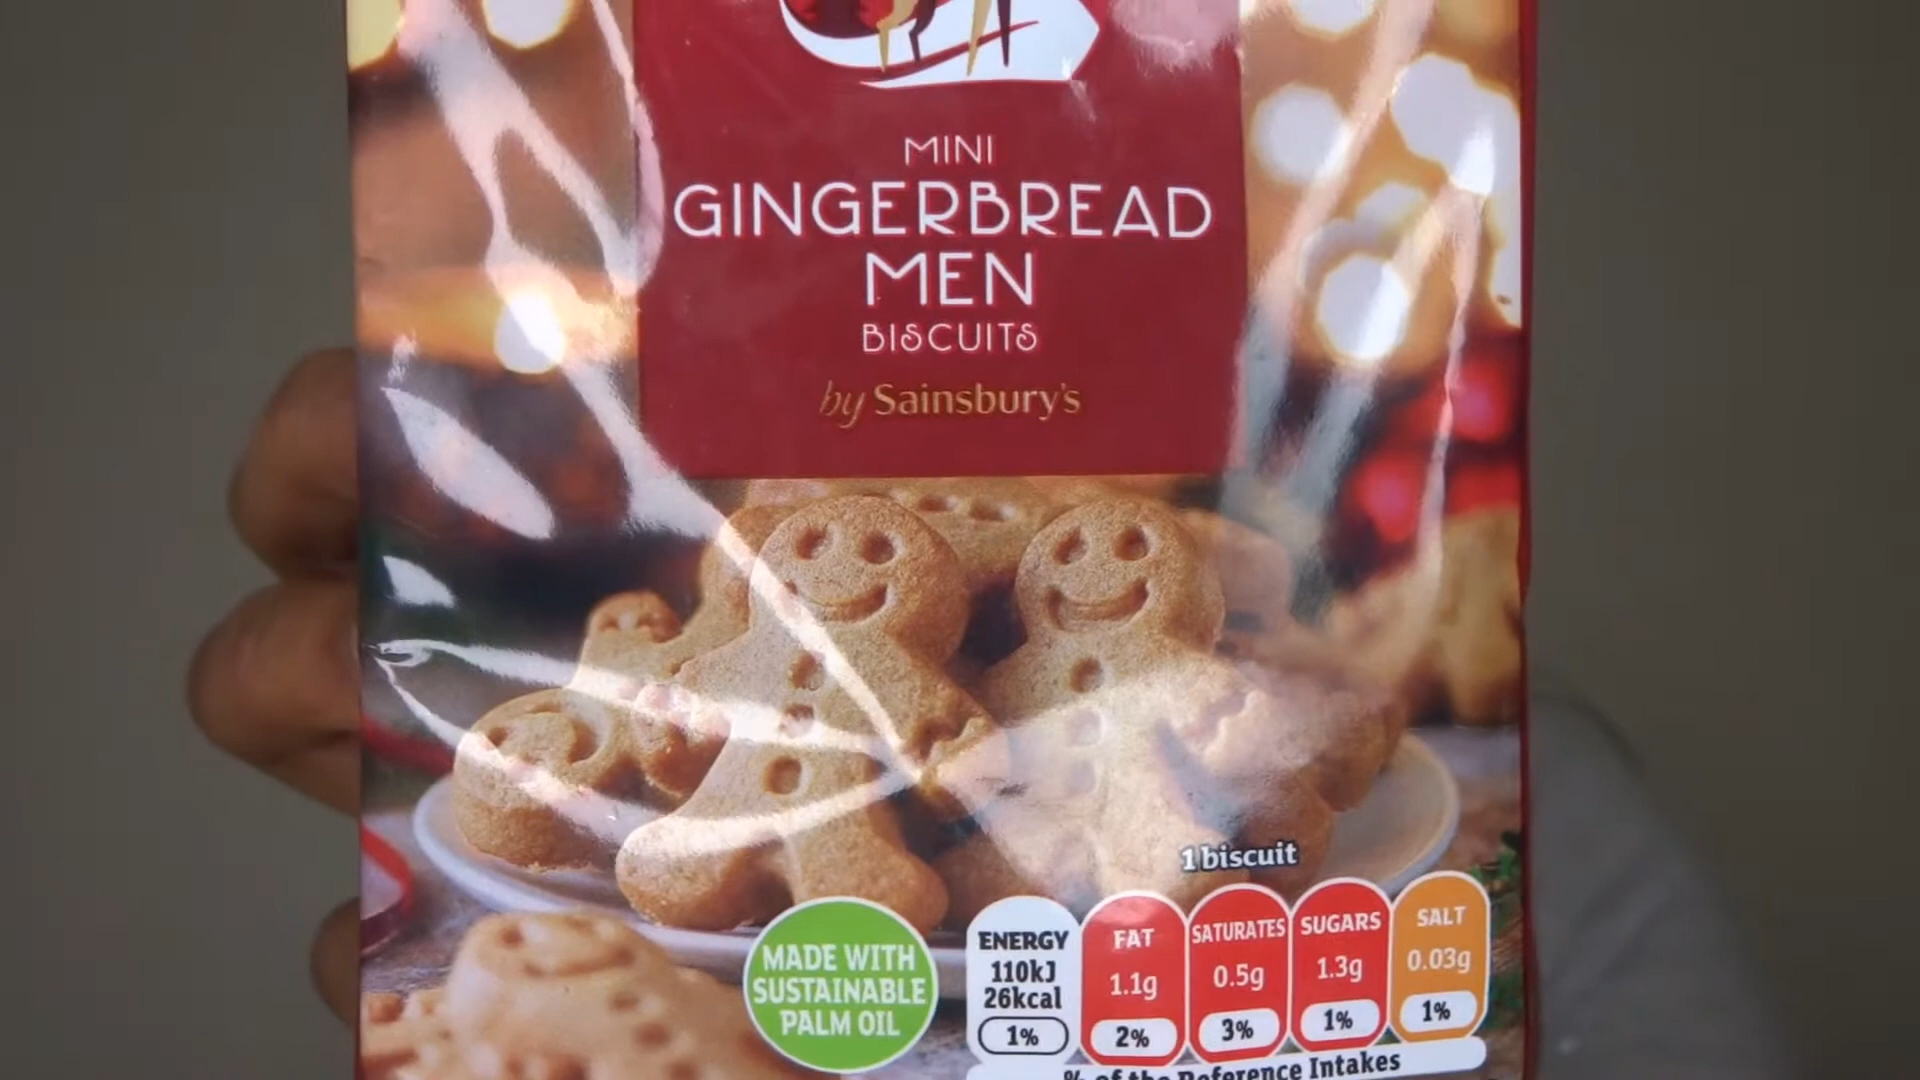 MINI
GINGERBREAD
MEN
BISCUITS
by Sainsbury's
1 biscuit
MADE WITH
SUSTAINABLE
PALM OIL
ENERGY
110kJ
26kcal
1%
FAT
1.1g
2%
SATURATES
0.5g
3%
SUGARS
1.3g
1%
SALT
0.03g
1%
% of the Reference Intakes